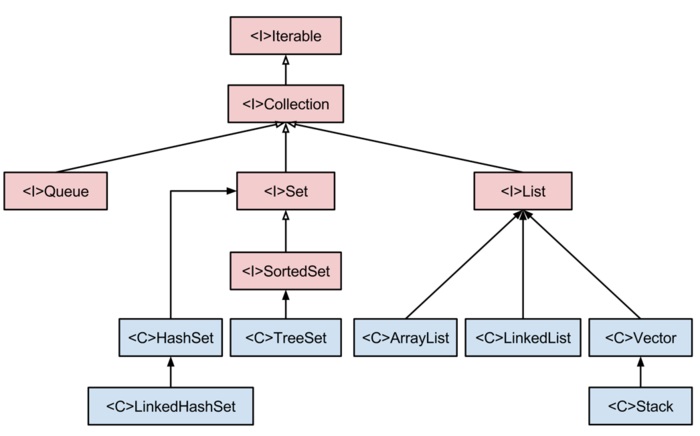 <I>Iterable
<I>Collection
<I>Queue
<I>Set
<I>List
<I>SortedSet
<C>HashSet
<C>TreeSet
<C>ArrayList
<C>LinkedList
<C>Vector
<C>LinkedHashSet
<C>Stack